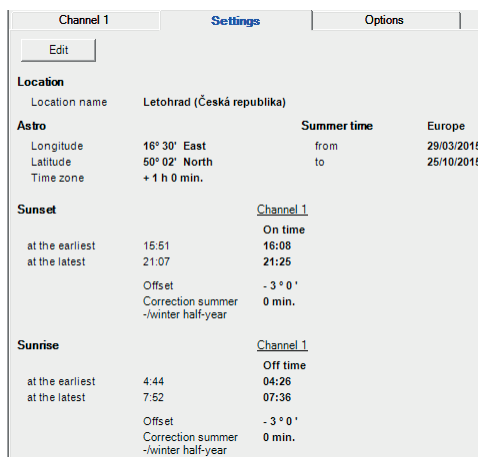 Channel 1 Settings Options
Edit
Location
Location name Letohrad (Česká republika)
Astro Summer time Europe
Longitude 16° 30' East from 29/03/2015
Latitude 50° 02' North to 25/10/2015
Time zone + 1 h 0 min.
Sunset Channel 1
On time
at the earliest 15:51 16:08
at the latest 21:07 21:25
Offset - 3 ° 0 '
Correction summer 0 min.
-/winter half-year
Sunrise Channel 1
Off time
at the earliest 4:44 04:26
at the latest 7:52 07:36
Offset - 3 ° 0 '
Correction summer 0 min.
-/winter half-year